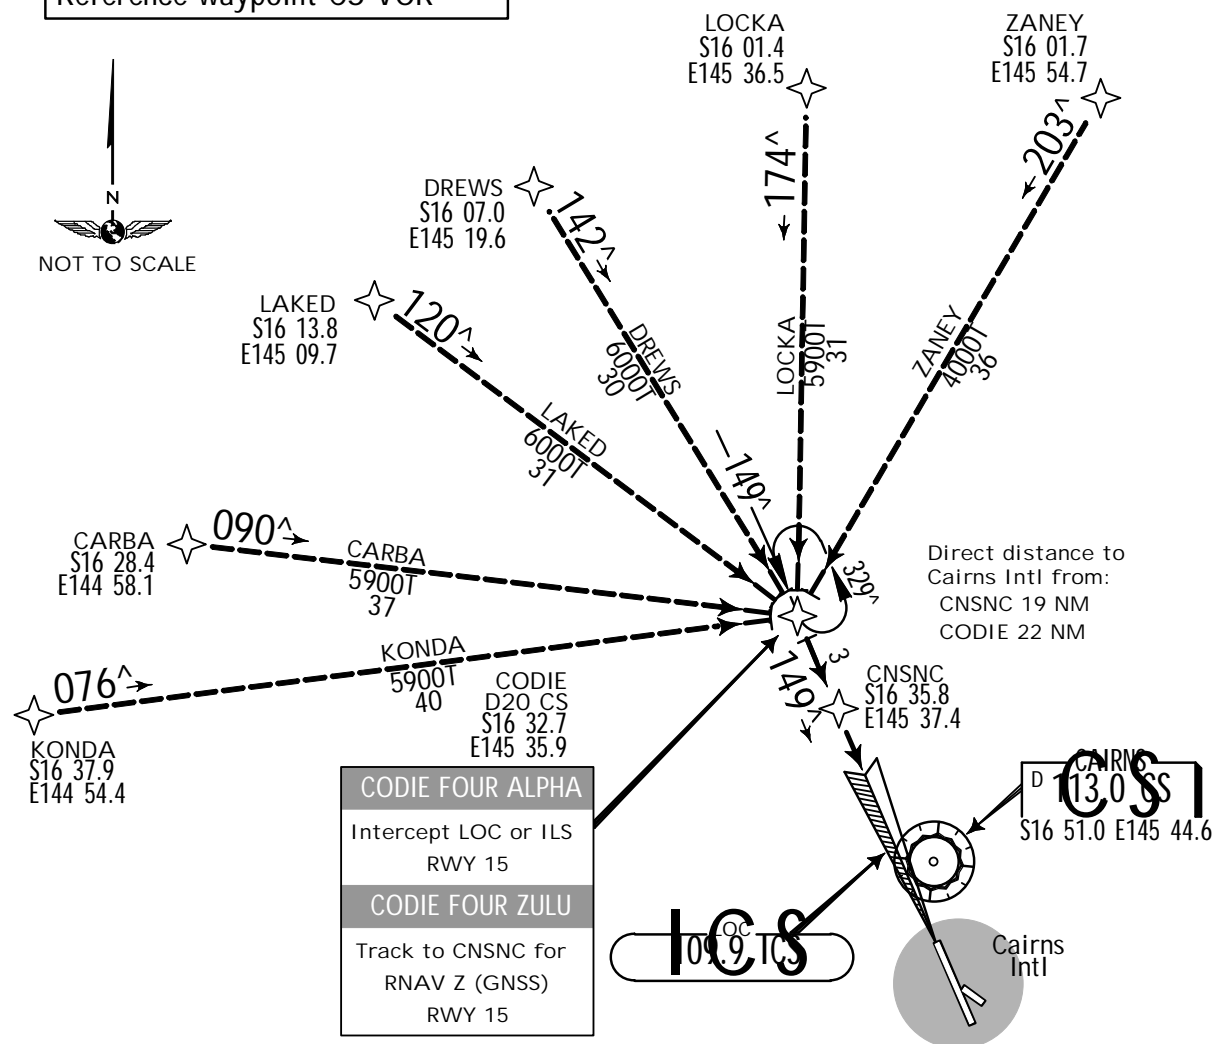 Reference waypoint CS VOR
LOCKA
S16 01.4
E145 36.5
ZANEY
S16 01.7
E145 54.7
N
NOT TO SCALE
DREWS
S16 07.0
E145 19.6
142^
174^
203^
LAKED
S16 13.8
E145 09.7
120^
DREWS
6000T
30
LOCKA
5900T
31
ZANEY
4000T
36
LAKED
6000T
31
149^
CARBA
S16 28.4
E144 58.1
090^
CARBA
5900T
37
329^
Direct distance to
Cairns Intl from:
CNSNC 19 NM
CODIE 22 NM
KONDA
S16 37.9
E144 54.4
076^
KONDA
5900T
40
CODIE
D20 CS
S16 32.7
E145 35.9
149^
3
CNSNC
S16 35.8
E145 37.4
CODIE FOUR ALPHA
Intercept LOC or ILS
RWY 15
CODIE FOUR ZULU
Track to CNSNC for
RNAV Z (GNSS)
RWY 15
CAIRNS
D 113.0 CS
S16 51.0 E145 44.6
LOC
109.9 ICS
ICS
Cairns
Intl